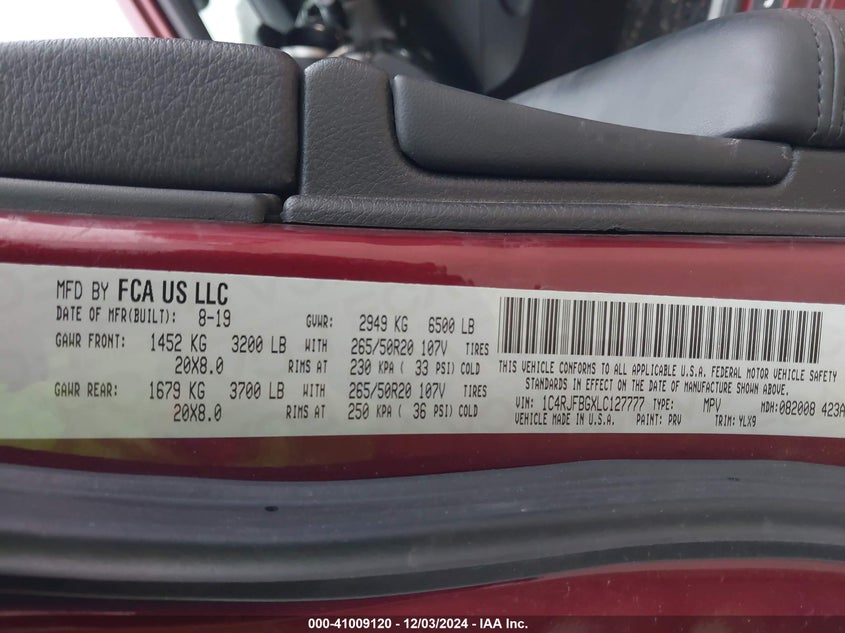 MFD BY FCA US LLC
DATE OF MFR(BUILT): 8-19 GVWR: 2949 KG 6500 LB
GAWR FRONT: 1452 KG 3200 LB WITH 265/50R20 107V TIRES
20X8.0 RIMS AT 230 KPA ( 33 PSI) COLD
GAWR REAR: 1679 KG 3700 LB WITH 265/50R20 107V TIRES
20X8.0 RIMS AT 250 KPA ( 36 PSI) COLD
THIS VEHICLE CONFORMS TO ALL APPLICABLE U.S.A. FEDERAL MOTOR VEHICLE SAFETY
STANDARDS IN EFFECT ON THE DATE OF MANUFACTURE SHOWN ABOVE.
VIN: 1C4RJFBGXLC127777 TYPE: MPV MDH:082008 423A
VEHICLE MADE IN U.S.A. PAINT: PRV TRIM: YLX9
000-41009120 - 12/03/2024 - IAA Inc.